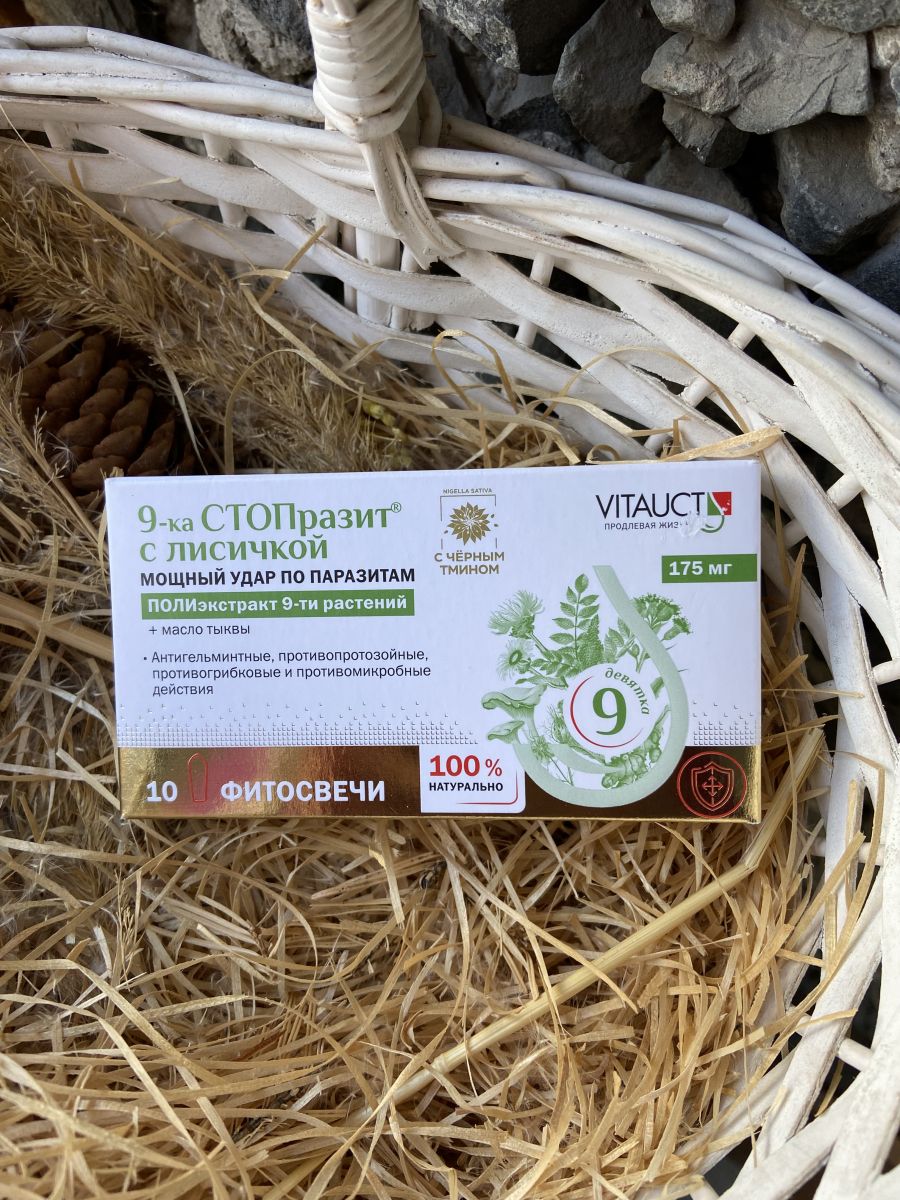 9-ка СТОПразит®
с лисичкой
МОЩНЫЙ УДАР ПО ПАРАЗИТАМ
ПОЛИэкстракт 9-ти растений
+ масло тыквы
• Антигельминтные, противопротозойные,
противогрибковые и противомикробные
действия
NIGELLA SATIVA
С ЧЁРНЫМ
ТМИНОМ
VITAUCT
ПРОДЛЕВАЯ
175 мг
девятка
9
10 ФИТОСВЕЧИ
100 %
НАТУРАЛЬНО